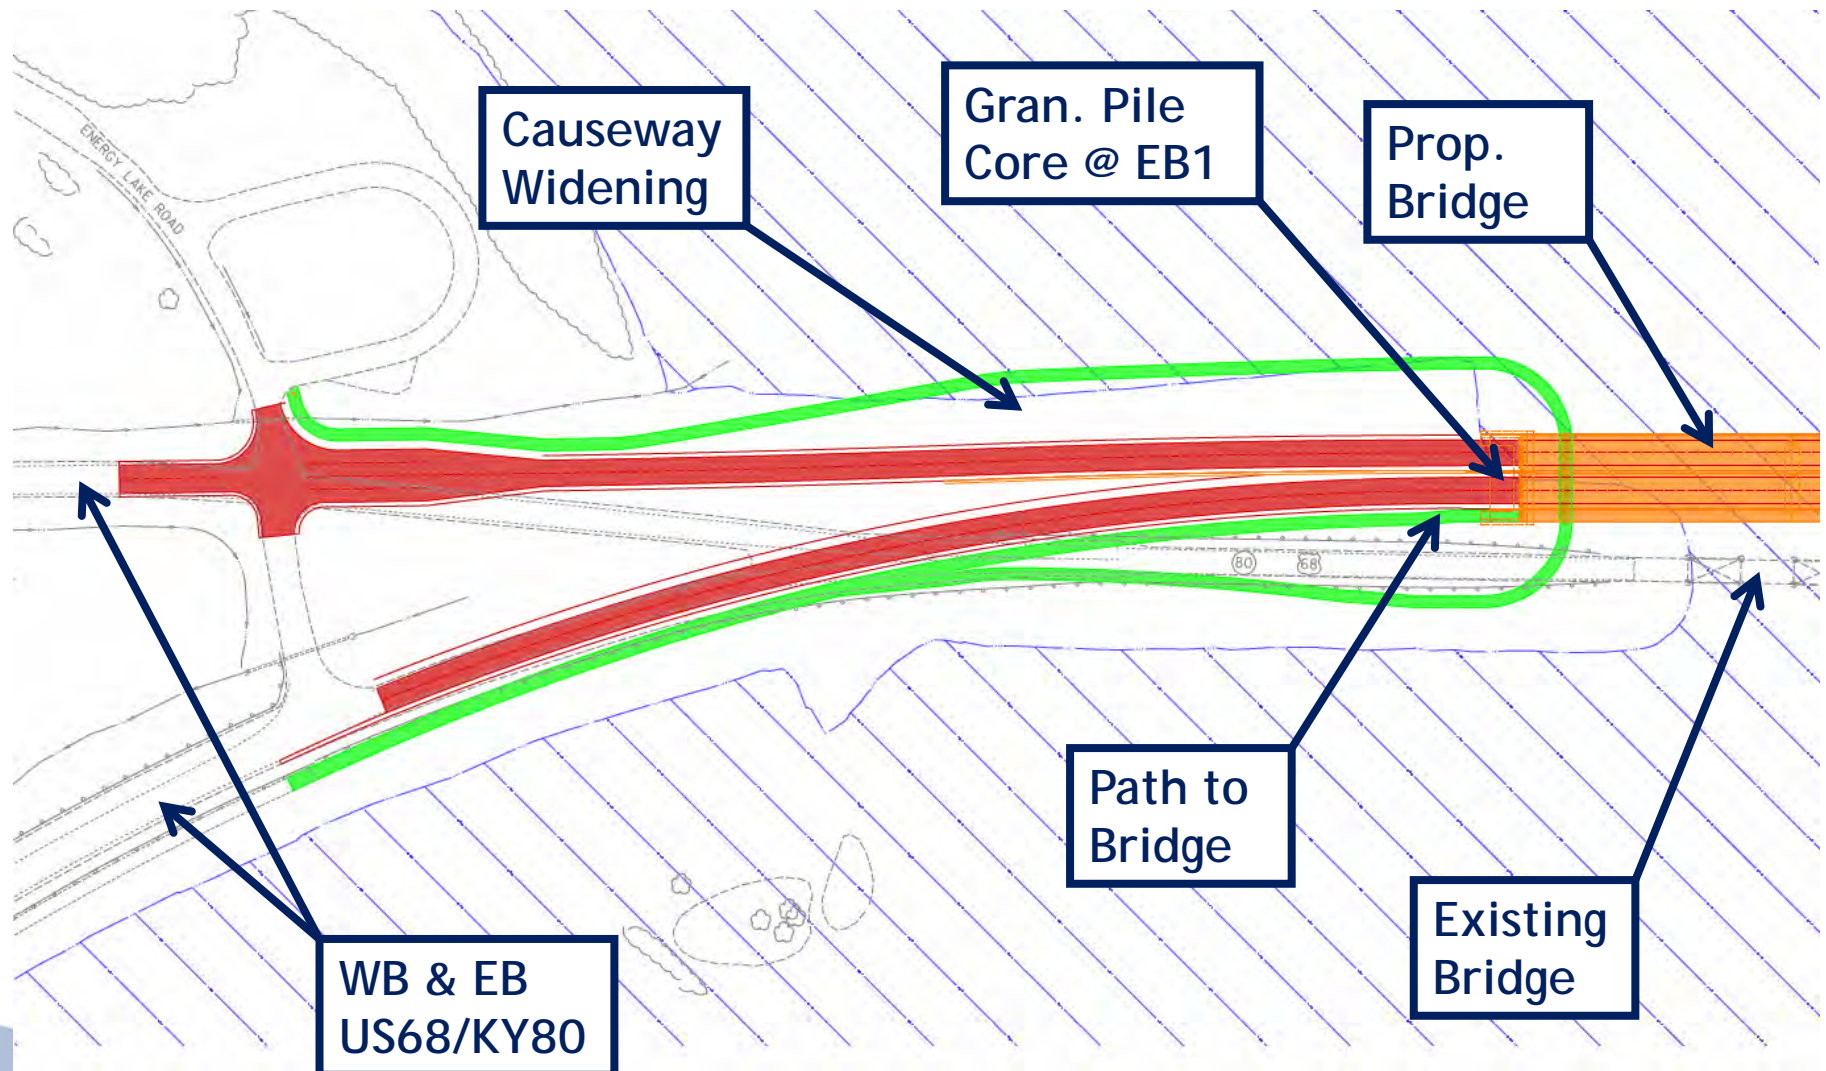 ENERGY LAKE ROAD
Causeway
Widening
Gran. Pile
Core @ EB1
Prop.
Bridge
80
68
Path to
Bridge
Existing
Bridge
WB & EB
US68/KY80